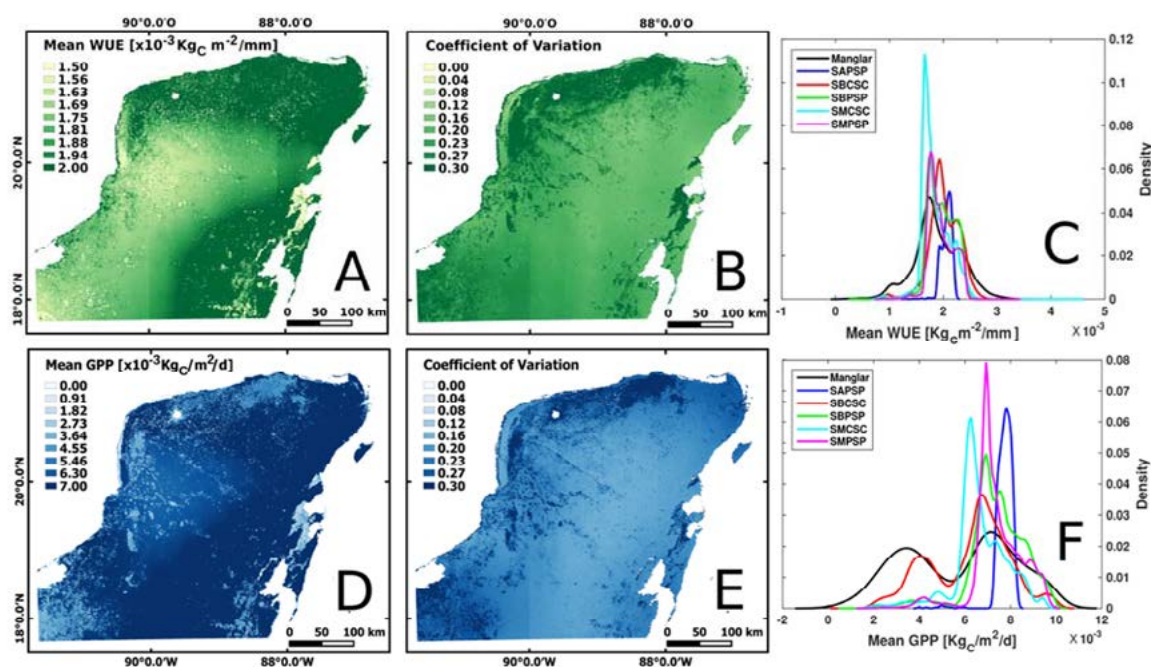 90°0.0'W 88°0.0'W
Mean WUE [x10⁻³KgC m⁻²/mm]
1.50
1.56
1.63
1.69
1.75
1.81
1.88
1.94
2.00
20°0.0'N
18°0.0'N
A
0 50 100 km
90°0.0'W 88°0.0'W
Coefficient of Variation
0.00
0.04
0.08
0.12
0.16
0.20
0.23
0.27
0.30
B
0 50 100 km
Manglar
SAPSP
SBCSC
SBPSP
SMCSC
SMPSP
0.12
0.1
0.08
0.06
0.04
0.02
0
Density
C
-1 0 1 2 3 4 5
Mean WUE [KgCm⁻²/mm] X 10⁻³
Mean GPP [x10⁻³KgC/m²/d]
0.00
0.91
1.82
2.73
3.64
4.55
5.46
6.30
7.00
20°0.0'N
18°0.0'N
D
0 50 100 km
90°0.0'W 88°0.0'W
Coefficient of Variation
0.00
0.04
0.08
0.12
0.16
0.20
0.23
0.27
0.30
E
0 50 100 km
90°0.0'W 88°0.0'W
Manglar
SAPSP
SBCSC
SBPSP
SMCSC
SMPSP
0.08
0.07
0.06
0.05
0.04
0.03
0.02
0.01
0
Density
F
-2 0 2 4 6 8 10 12
Mean GPP [KgC/m²/d] X 10⁻³